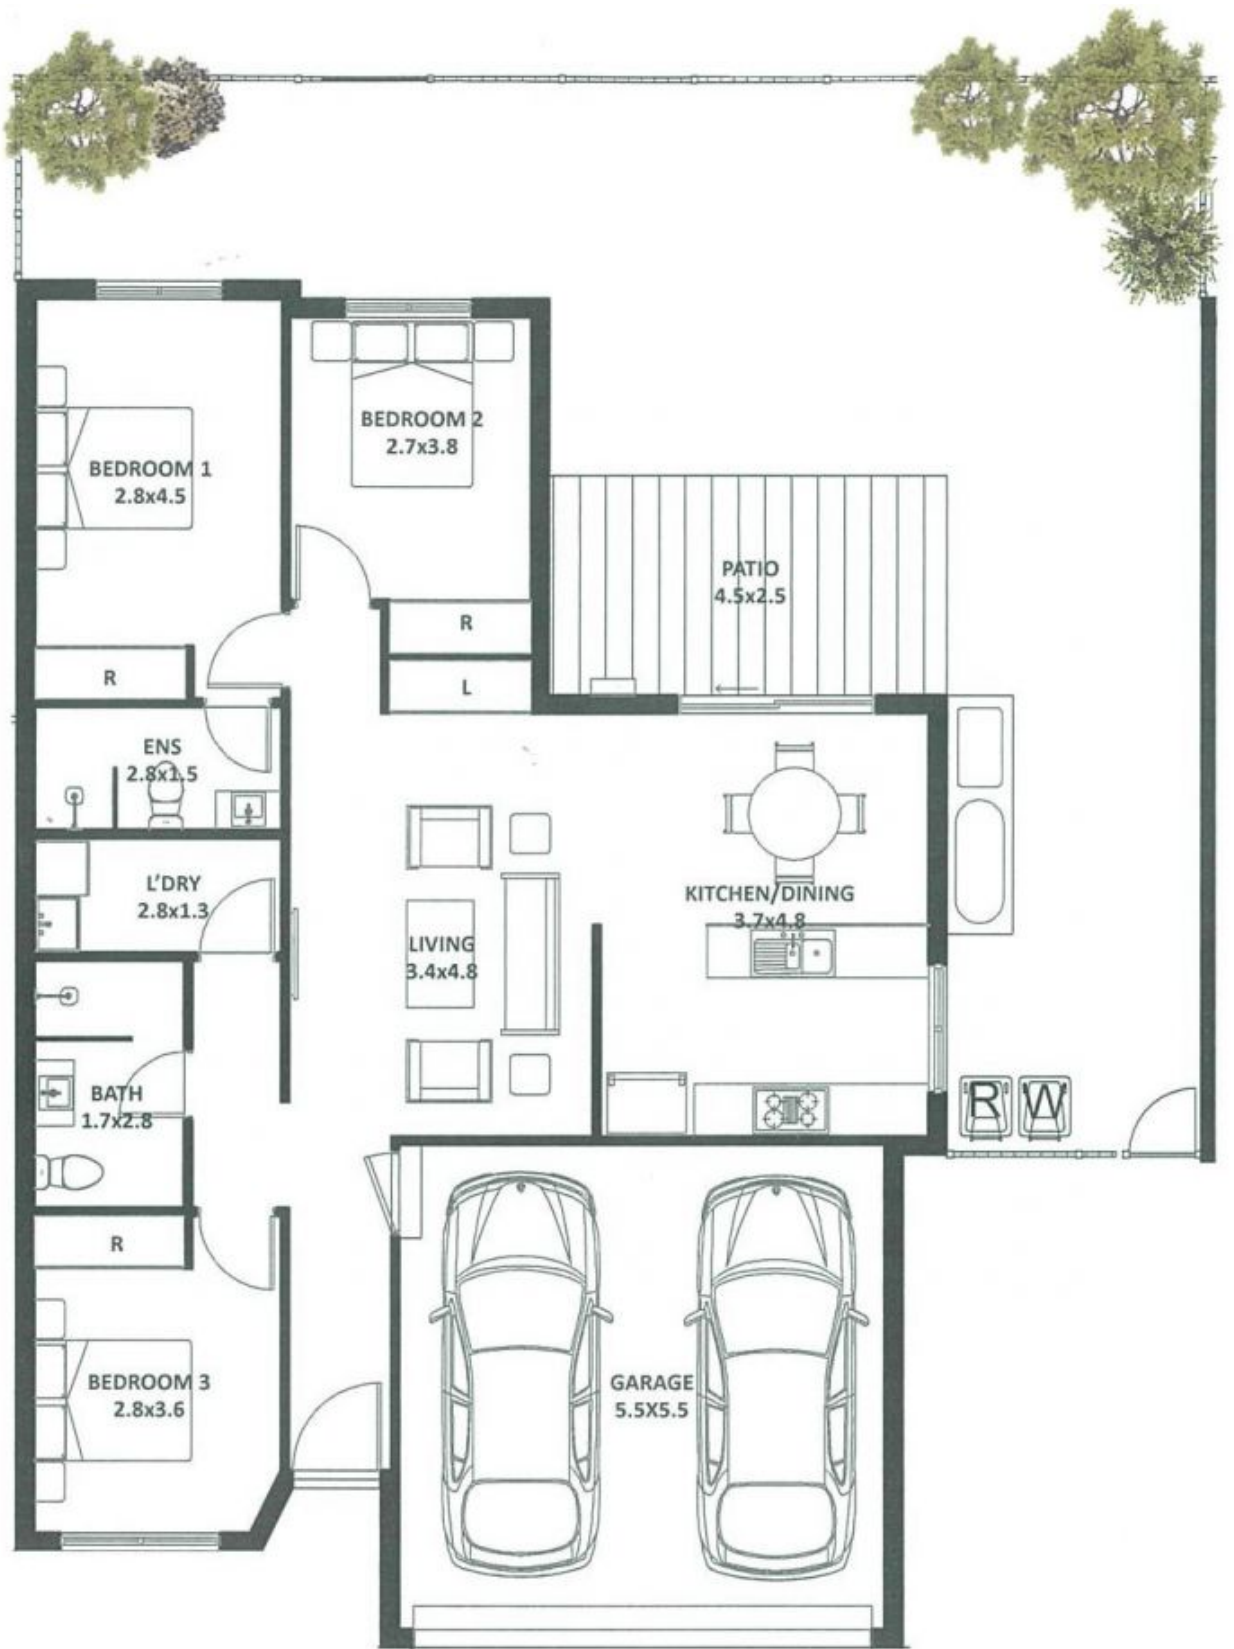 BEDROOM 1
2.8x4.5
BEDROOM 2
2.7x3.8
PATIO
4.5x2.5
R
R
L
ENS
2.8x1.5
L'DRY
2.8x1.3
KITCHEN/DINING
3.7x4.8
LIVING
3.4x4.8
BATH
1.7x2.8
R
W
R
BEDROOM 3
2.8x3.6
GARAGE
5.5X5.5